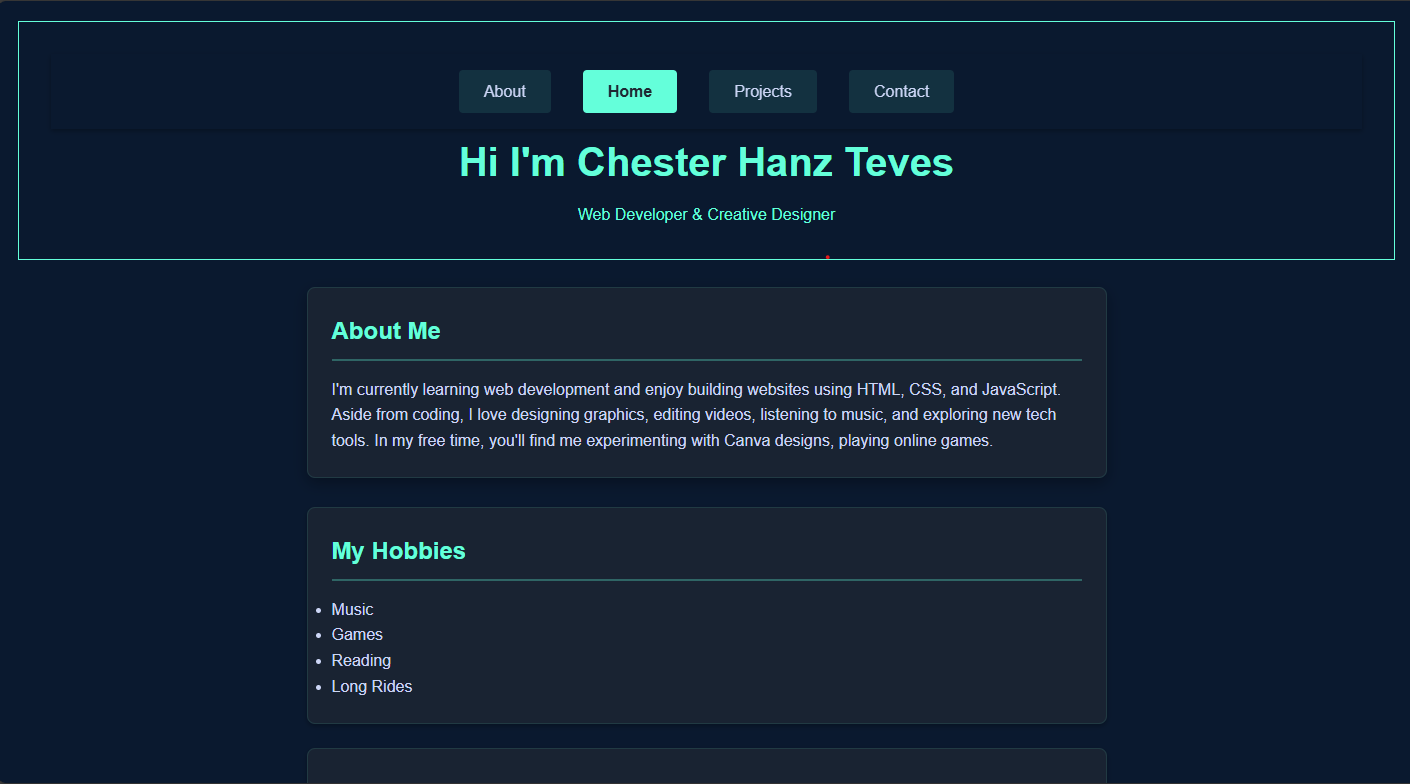 About Home Projects Contact
Hi I'm Chester Hanz Teves
Web Developer & Creative Designer
About Me
I'm currently learning web development and enjoy building websites using HTML, CSS, and JavaScript.
Aside from coding, I love designing graphics, editing videos, listening to music, and exploring new tech
tools. In my free time, you'll find me experimenting with Canva designs, playing online games.
My Hobbies
Music
Games
Reading
Long Rides